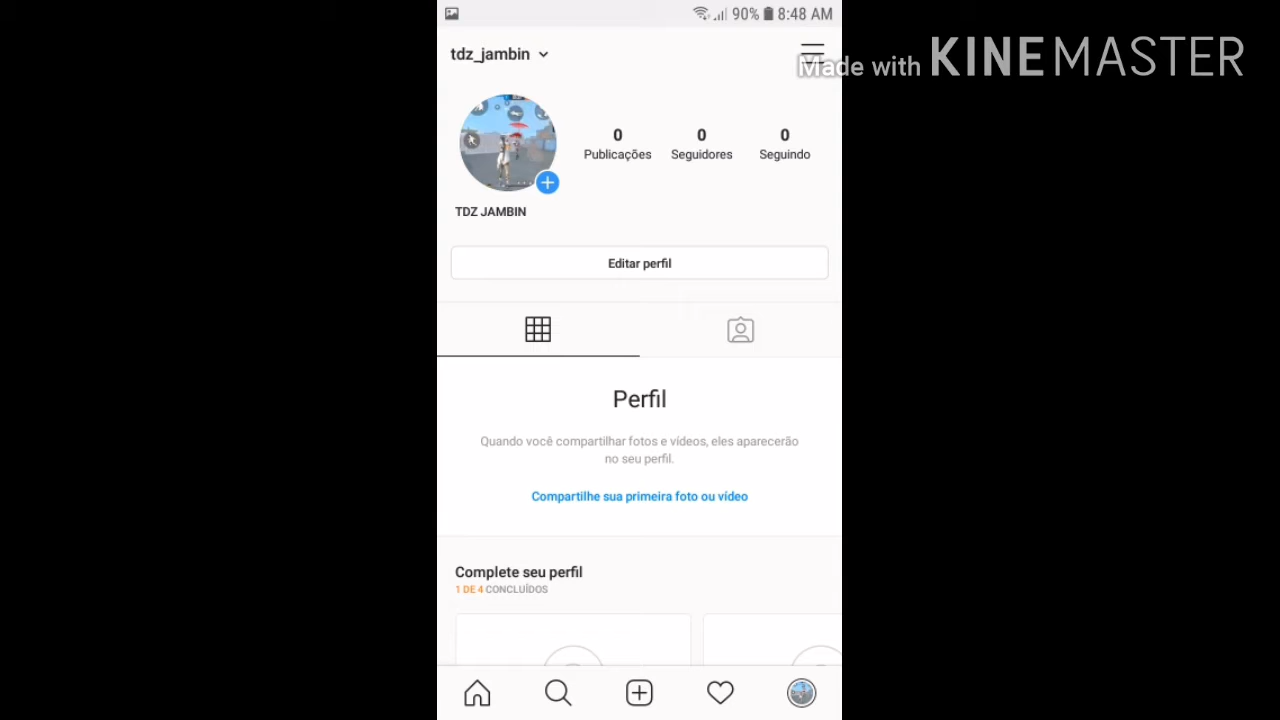 90% 8:48 AM
tdz_jambin
Made with KINEMASTER
0 0 0
Publicações Seguidores Seguindo
TDZ JAMBIN
Editar perfil
Perfil
Quando você compartilhar fotos e vídeos, eles aparecerão
no seu perfil.
Compartilhe sua primeira foto ou vídeo
Complete seu perfil
1 DE 4 CONCLUÍDOS